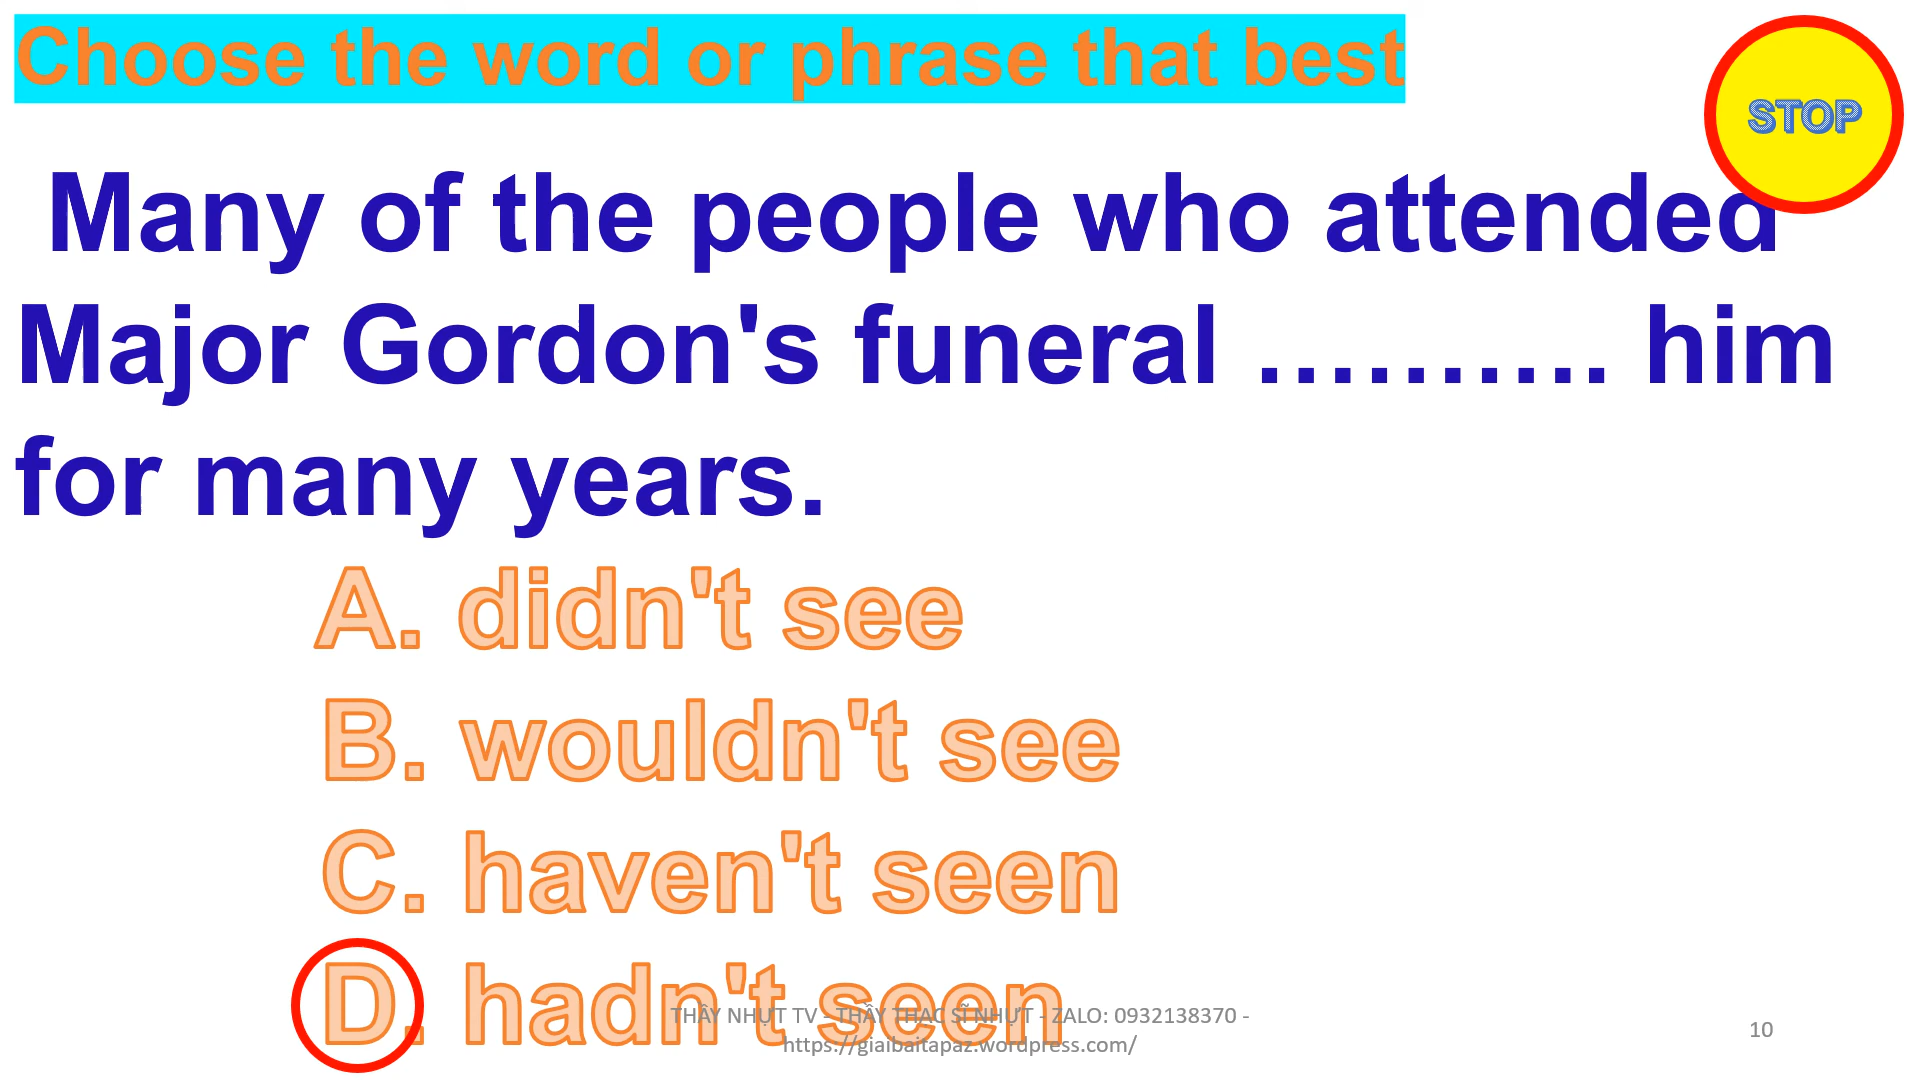 Choose the word or phrase that best
STOP
Many of the people who attended
Major Gordon's funeral ………. him
for many years.
A. didn't see
B. wouldn't see
C. haven't seen
D. hadn't seen
THẦY NHỰT TV - THẦY THẠC SĨ NHỰT - ZALO: 0932138370 -
https://giaibaitapaz.wordpress.com/
10